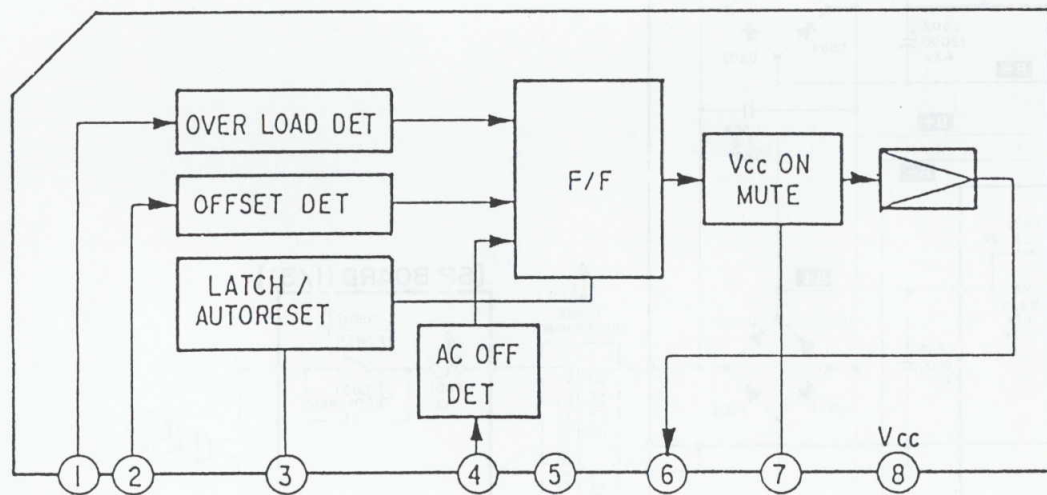 OVER LOAD DET
OFFSET DET
LATCH /
AUTORESET
AC OFF
DET
F/F
Vcc ON
MUTE
Vcc
1
2
3
4
5
6
7
8